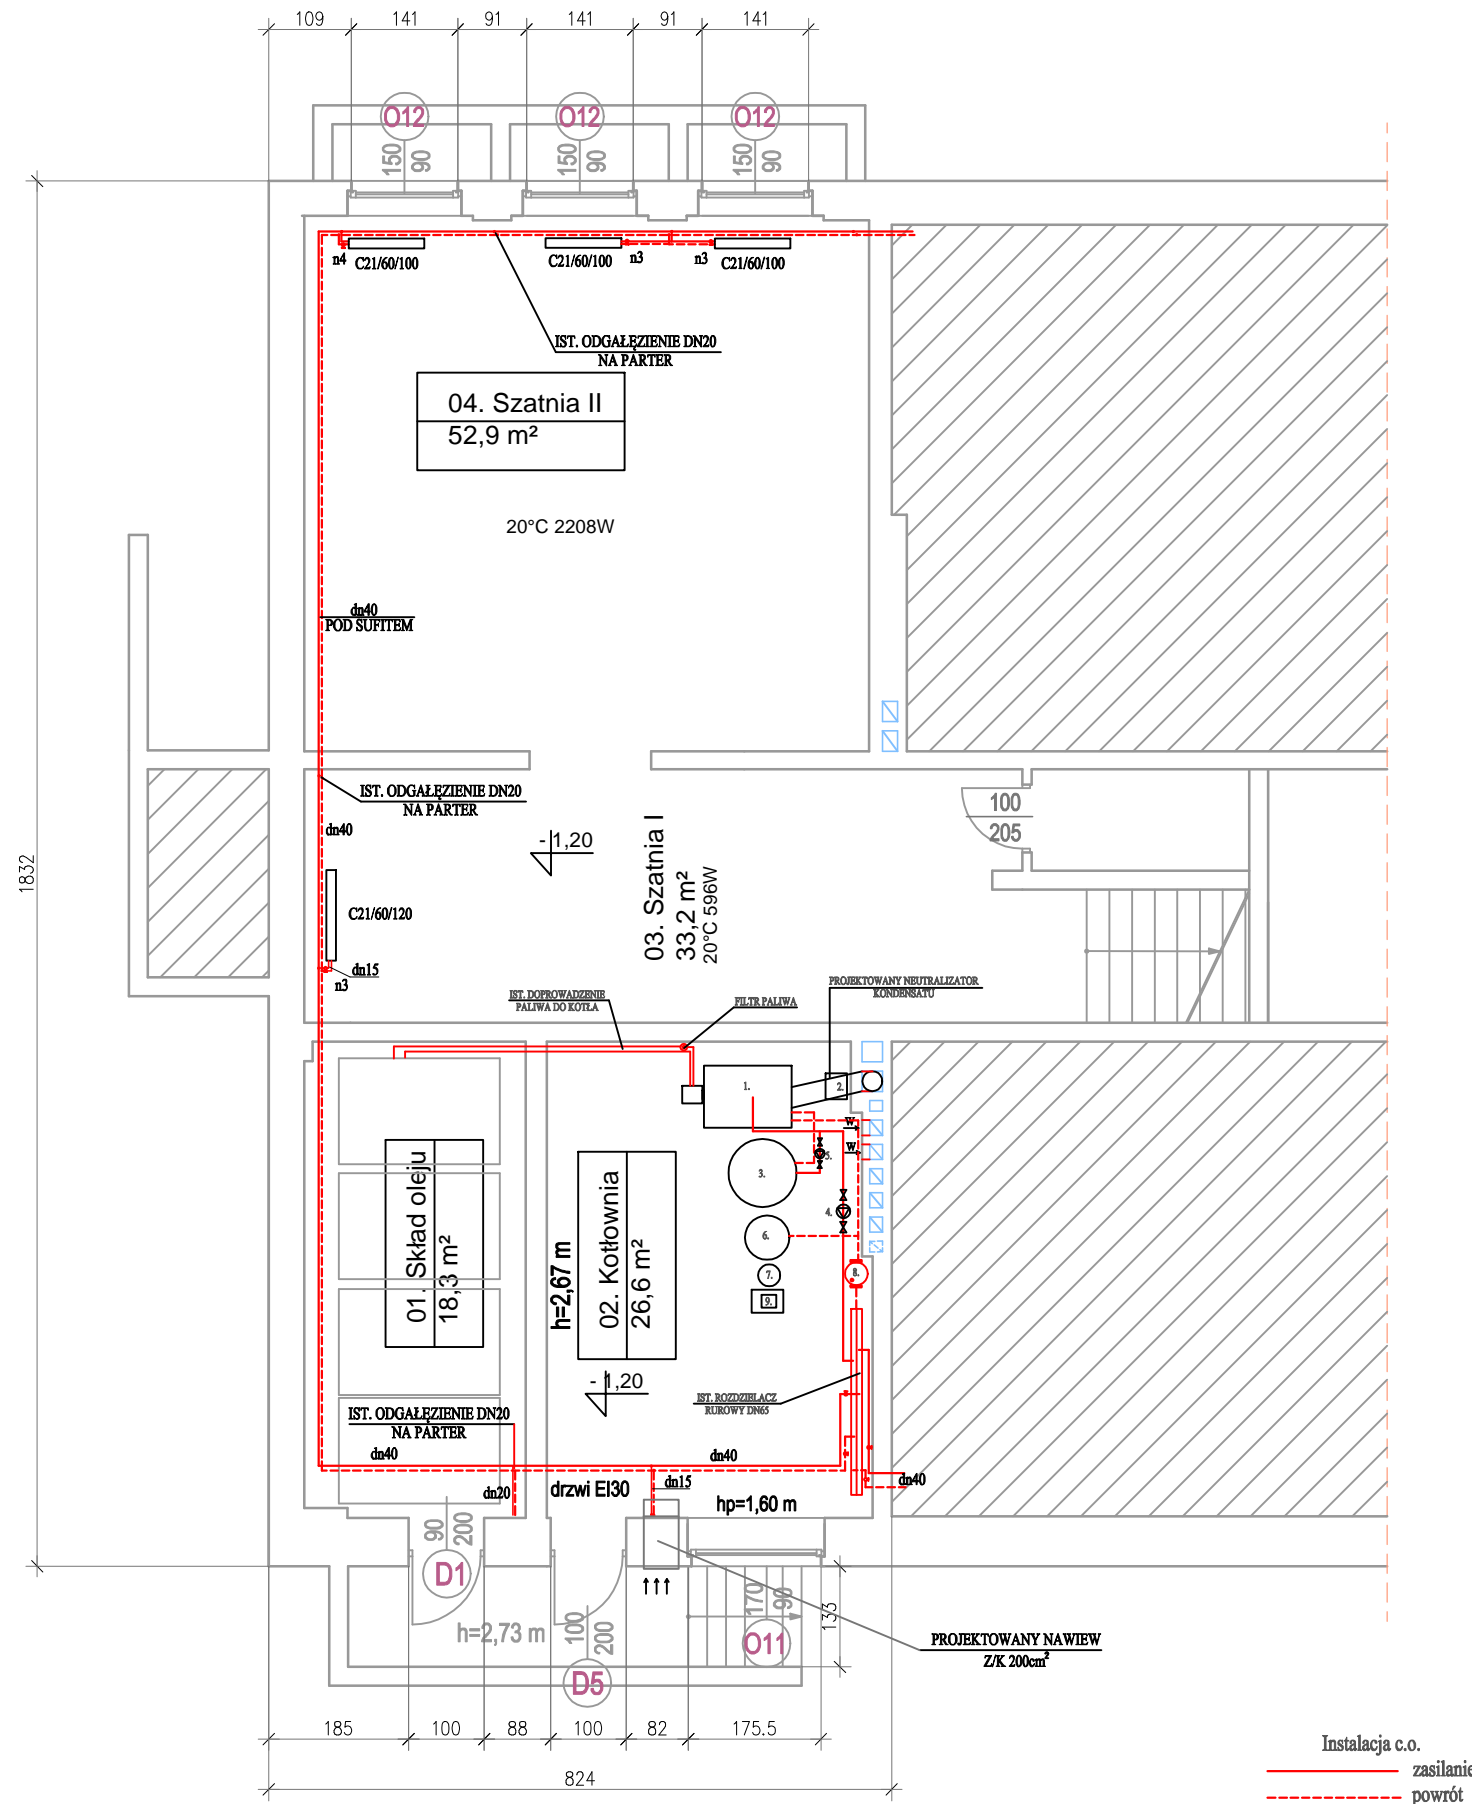 109 141 91 141 91 141
O12 O12 O12
150 90 150 90 150 90
n4 C21/60/100 C21/60/100 n3 n3 C21/60/100
IST. ODGAŁĘZIENIE DN20
NA PARTER
04. Szatnia II
52,9 m²
20°C 2208W
dn40
POD SUFITEM
IST. ODGAŁĘZIENIE DN20
NA PARTER
dn40
- 1,20
100
205
1832
03. Szatnia I
33,2 m²
20°C 596W
C21/60/120
dn15
n3
IST. DOPROWADZENIE
PALIWA DO KOTŁA
FILTR PALIWA
PROJEKTOWANY NEUTRALIZATOR
KONDENSATU
1.
2.
W
W
3.
5.
4.
6.
7.
8.
9.
01. Skład oleju
18,3 m²
h=2,67 m
02. Kotłownia
26,6 m²
- 1,20
IST. ROZDZIELACZ
RUROWY DN65
IST. ODGAŁĘZIENIE DN20
NA PARTER
dn40
dn40
dn20
drzwi EI30
dn15
hp=1,60 m
dn40
90
200
D1
h=2,73 m
100
200
D5
170
90
O11
133
PROJEKTOWANY NAWIEW
Z/K 200cm²
185 100 88 100 82 175.5
824
Instalacja c.o.
zasilanie
powrót